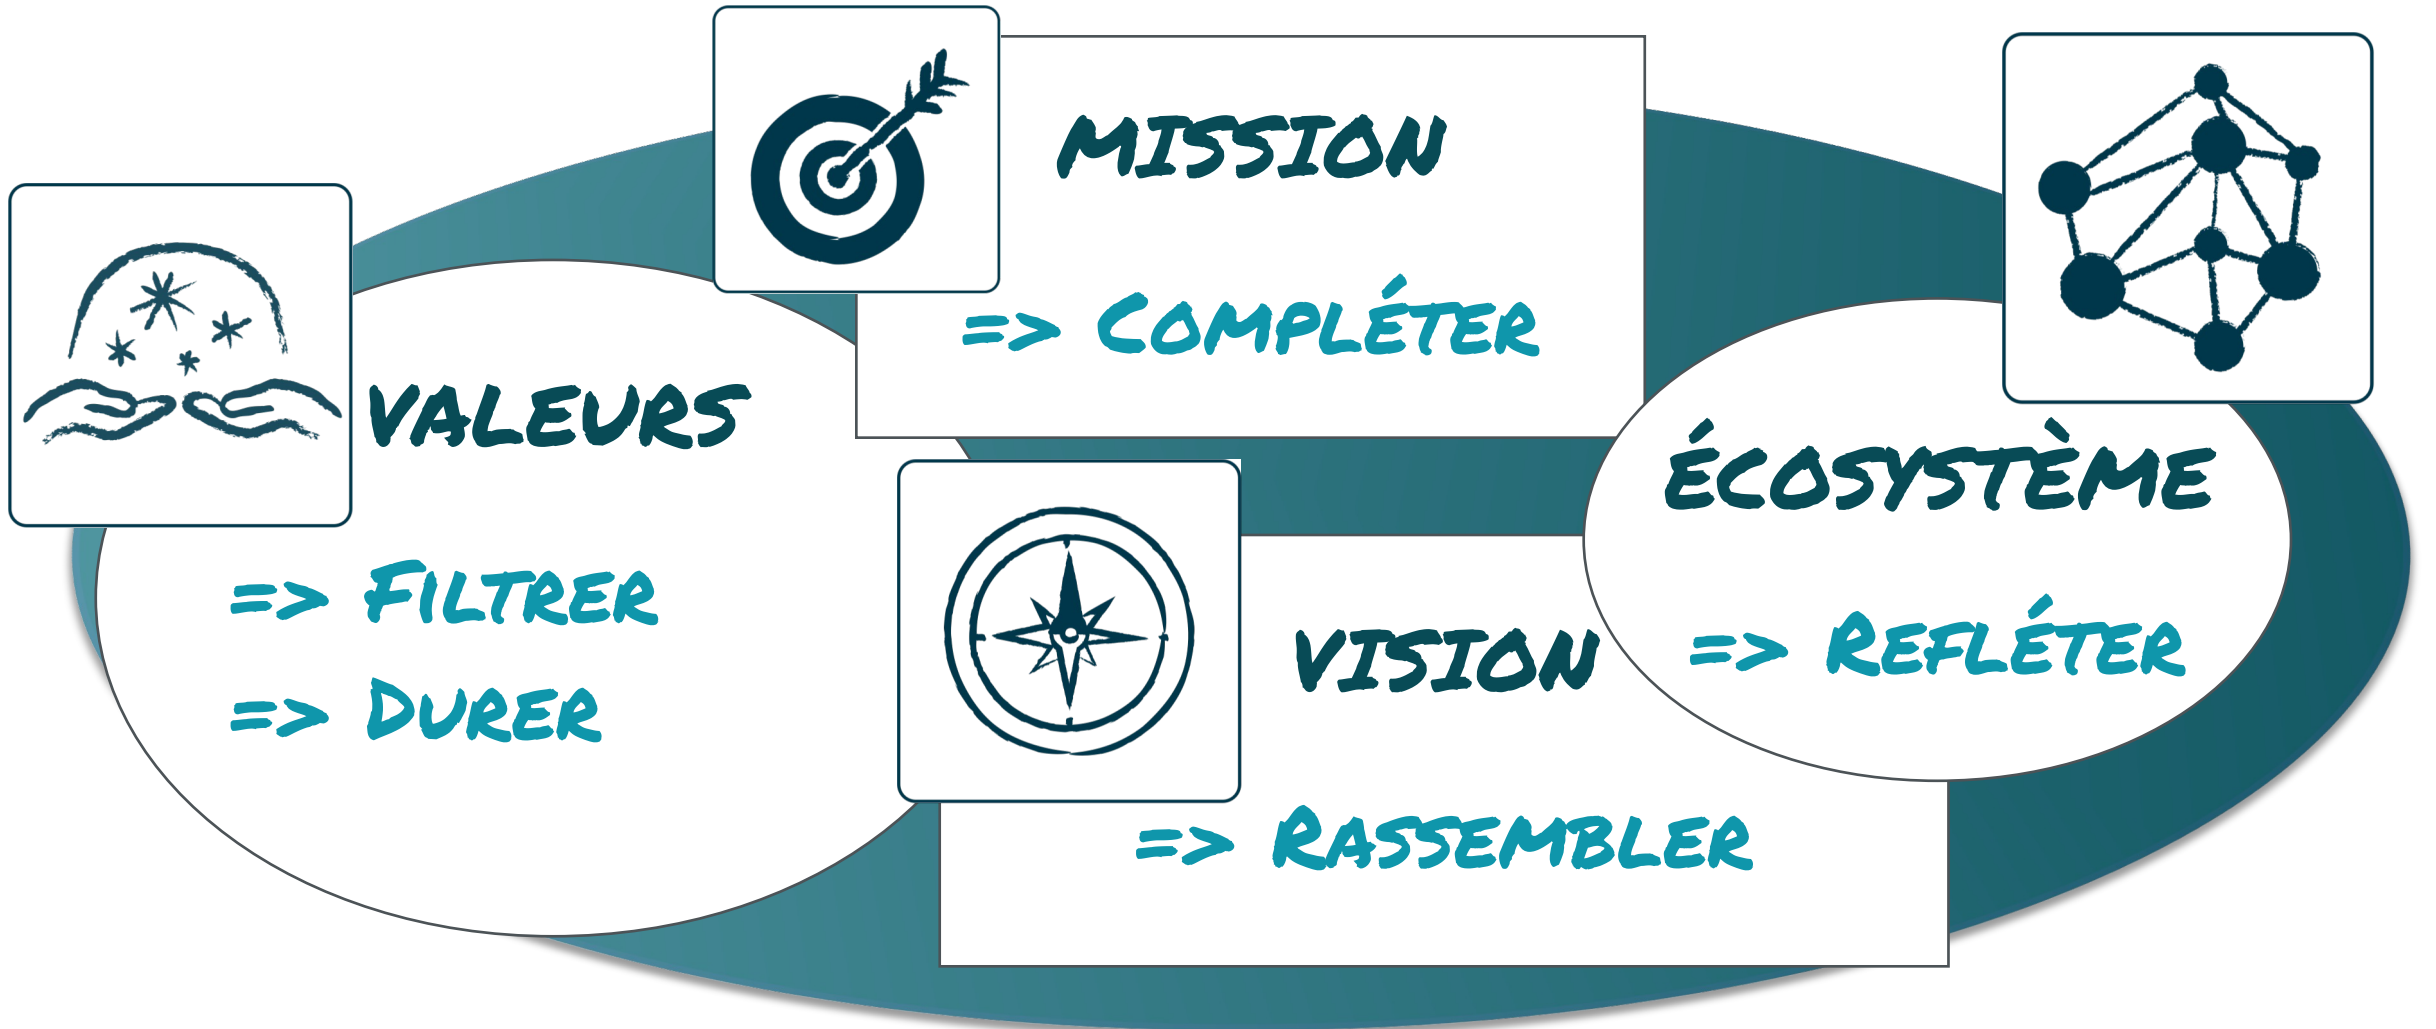 MISSION
=> COMPLÉTER
VALEURS
=> FILTRER
=> DURER
VISION
=> RASSEMBLER
ÉCOSYSTÈME
=> REFLÉTER